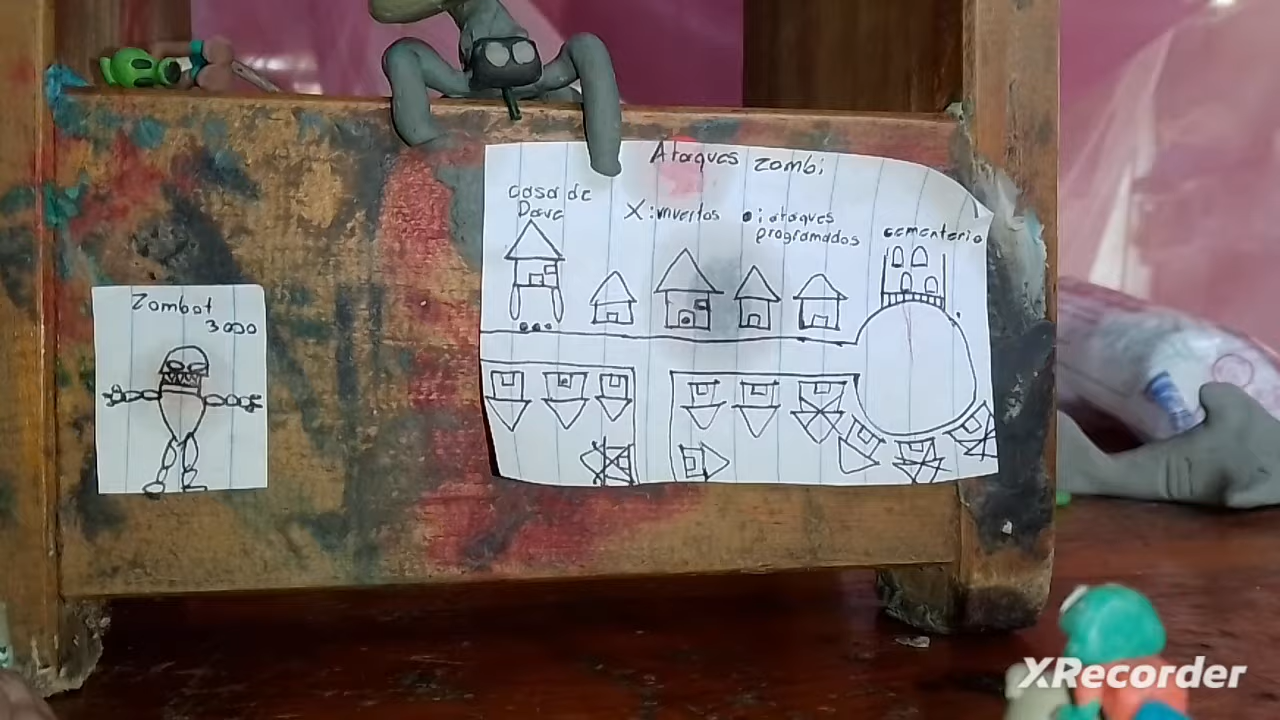 Ataques zombi
casa de
Dave
X: muertos
●: ataques
programados
cementerio
Zombot
3000
XRecorder